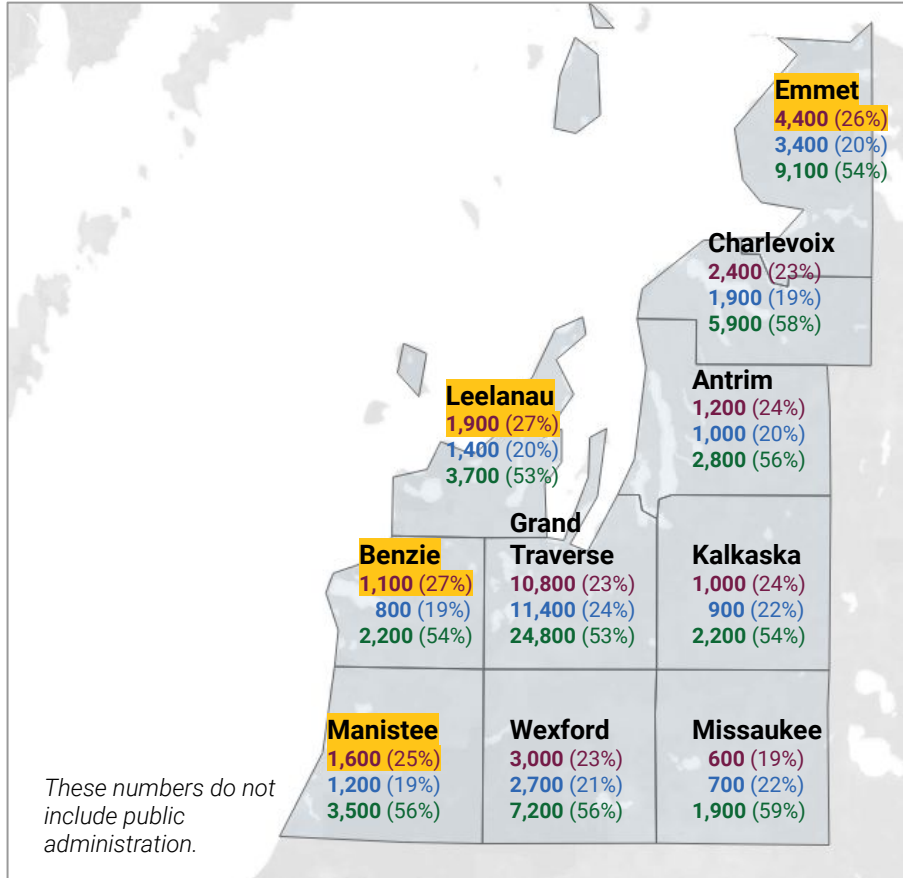 Emmet
4,400 (26%)
3,400 (20%)
9,100 (54%)
Charlevoix
2,400 (23%)
1,900 (19%)
5,900 (58%)
Antrim
1,200 (24%)
1,000 (20%)
2,800 (56%)
Leelanau
1,900 (27%)
1,400 (20%)
3,700 (53%)
Grand
Traverse
10,800 (23%)
11,400 (24%)
24,800 (53%)
Benzie
1,100 (27%)
800 (19%)
2,200 (54%)
Kalkaska
1,000 (24%)
900 (22%)
2,200 (54%)
Manistee
1,600 (25%)
1,200 (19%)
3,500 (56%)
Wexford
3,000 (23%)
2,700 (21%)
7,200 (56%)
Missaukee
600 (19%)
700 (22%)
1,900 (59%)
These numbers do not
include public
administration.